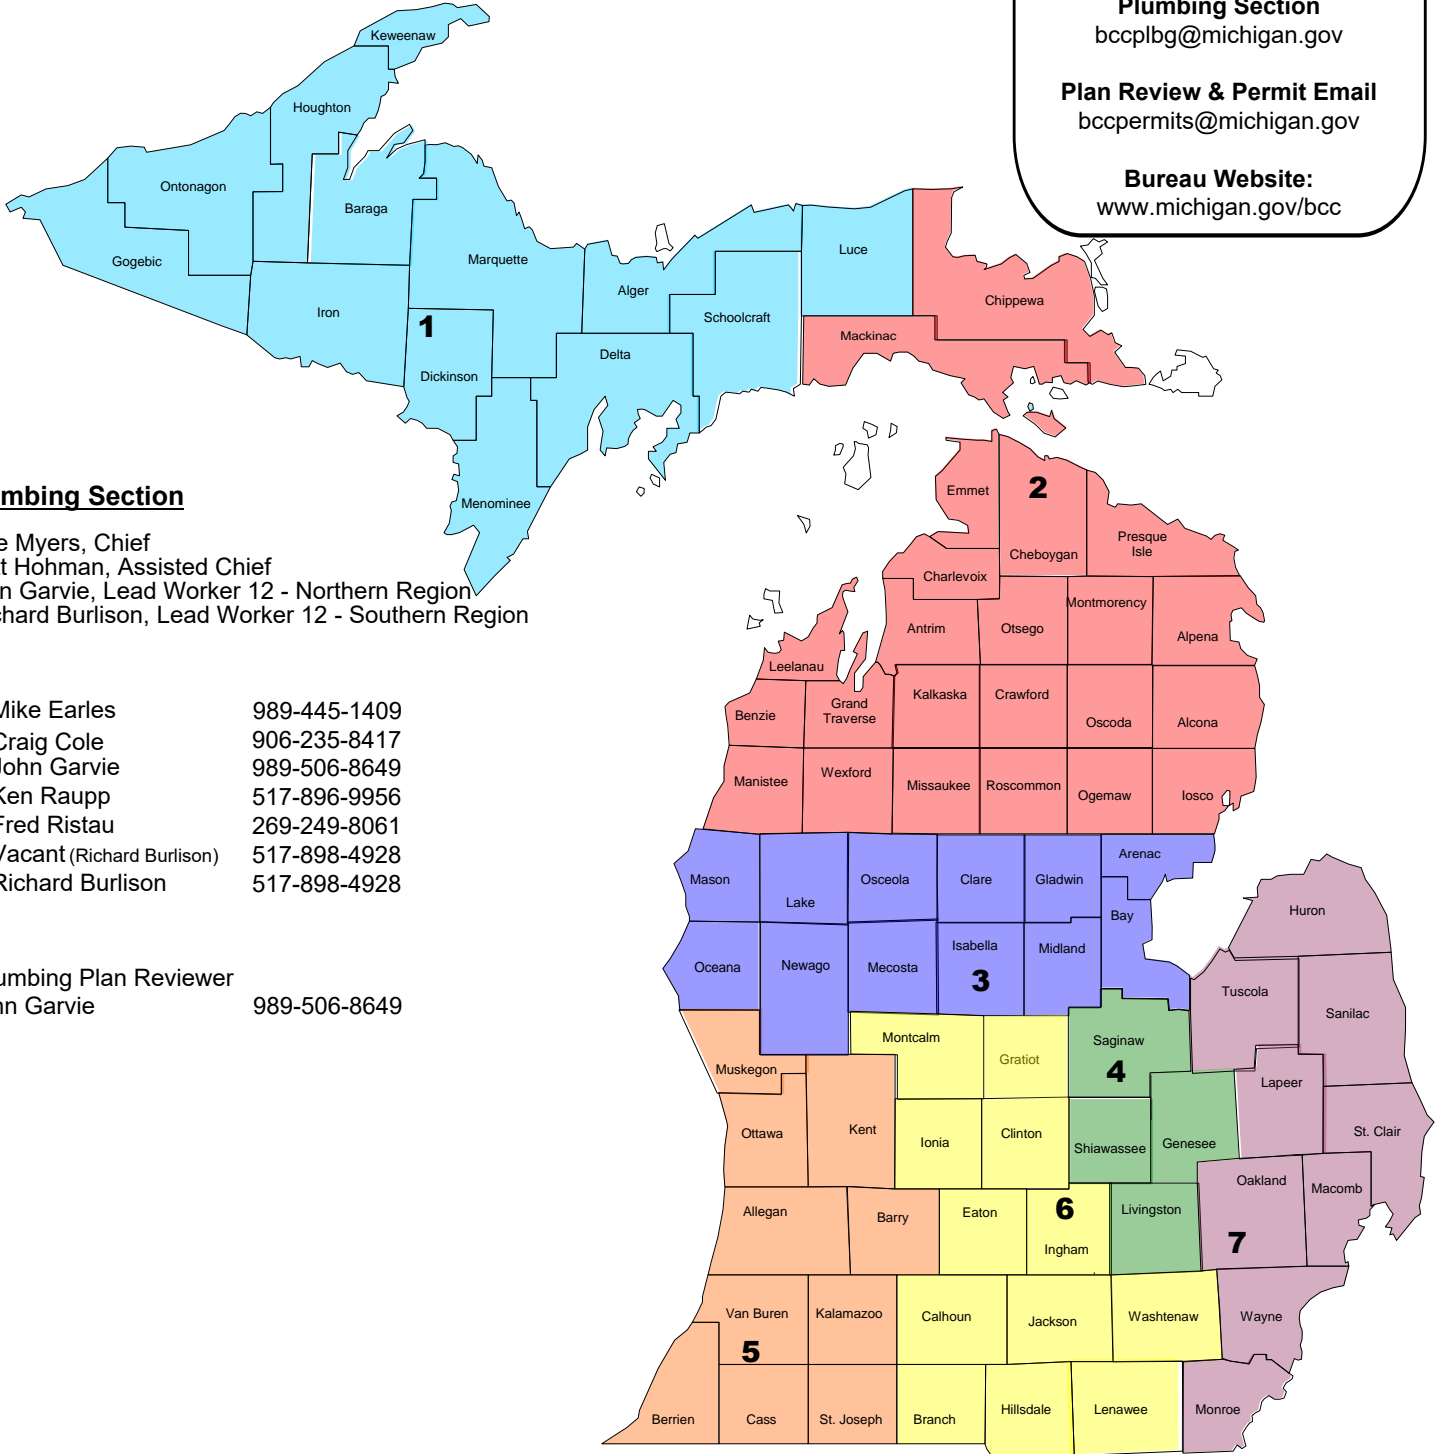 Plumbing Section
bccplbg@michigan.gov
Plan Review & Permit Email
bccpermits@michigan.gov
Bureau Website:
www.michigan.gov/bcc
Keweenaw
Houghton
Ontonagon
Baraga
Gogebic
Marquette
Luce
Alger
Chippewa
Iron
1
Schoolcraft
Mackinac
Delta
Dickinson
Menominee
mbing Section
e Myers, Chief
t Hohman, Assisted Chief
n Garvie, Lead Worker 12 - Northern Region
chard Burlison, Lead Worker 12 - Southern Region
Mike Earles 989-445-1409
Craig Cole 906-235-8417
John Garvie 989-506-8649
Ken Raupp 517-896-9956
Fred Ristau 269-249-8061
Vacant (Richard Burlison) 517-898-4928
Richard Burlison 517-898-4928
umbing Plan Reviewer
nn Garvie 989-506-8649
Emmet
2
Cheboygan
Presque
Isle
Charlevoix
Montmorency
Antrim
Otsego
Alpena
Leelanau
Benzie
Grand
Traverse
Kalkaska
Crawford
Oscoda
Alcona
Manistee
Wexford
Missaukee
Roscommon
Ogemaw
Iosco
Mason
Lake
Osceola
Clare
Gladwin
Arenac
Bay
Huron
Oceana
Newago
Mecosta
Isabella
3
Midland
Tuscola
Sanilac
Muskegon
Montcalm
Gratiot
Saginaw
4
Lapeer
Ottawa
Kent
Ionia
Clinton
Shiawassee
Genesee
St. Clair
Allegan
Barry
Eaton
6
Ingham
Livingston
Oakland
Macomb
7
Van Buren
5
Kalamazoo
Calhoun
Jackson
Washtenaw
Wayne
Berrien
Cass
St. Joseph
Branch
Hillsdale
Lenawee
Monroe